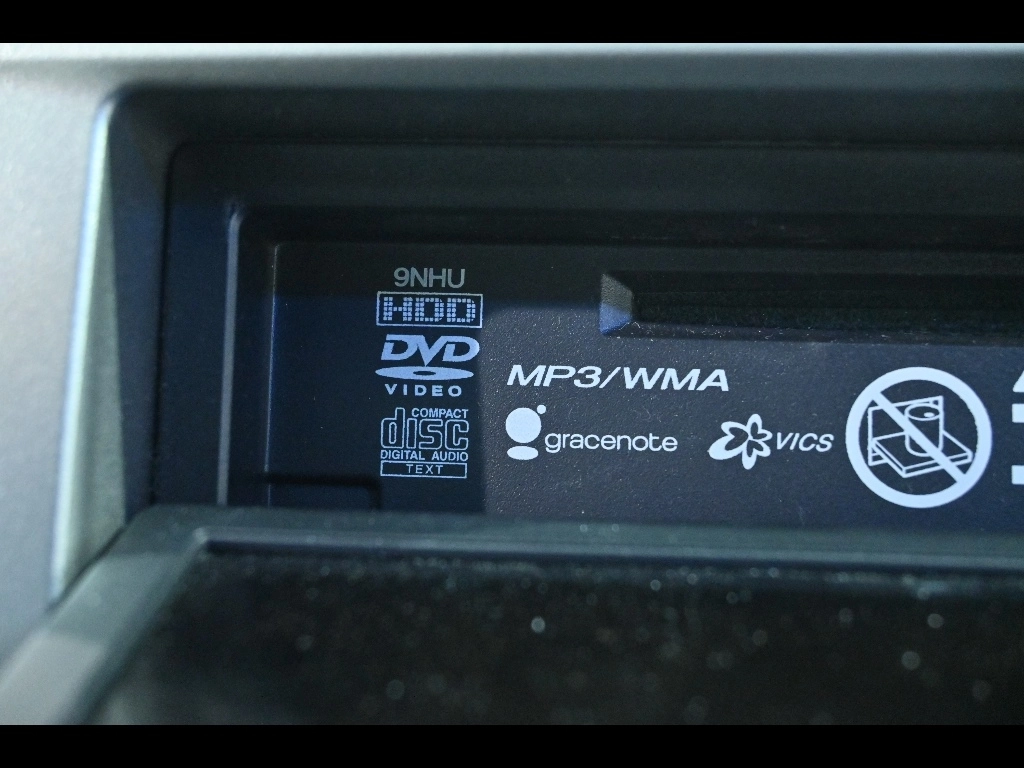 9NHU
HDD
DVD
VIDEO
COMPACT
disc
DIGITAL AUDIO
TEXT
MP3/WMA
gracenote
VICS